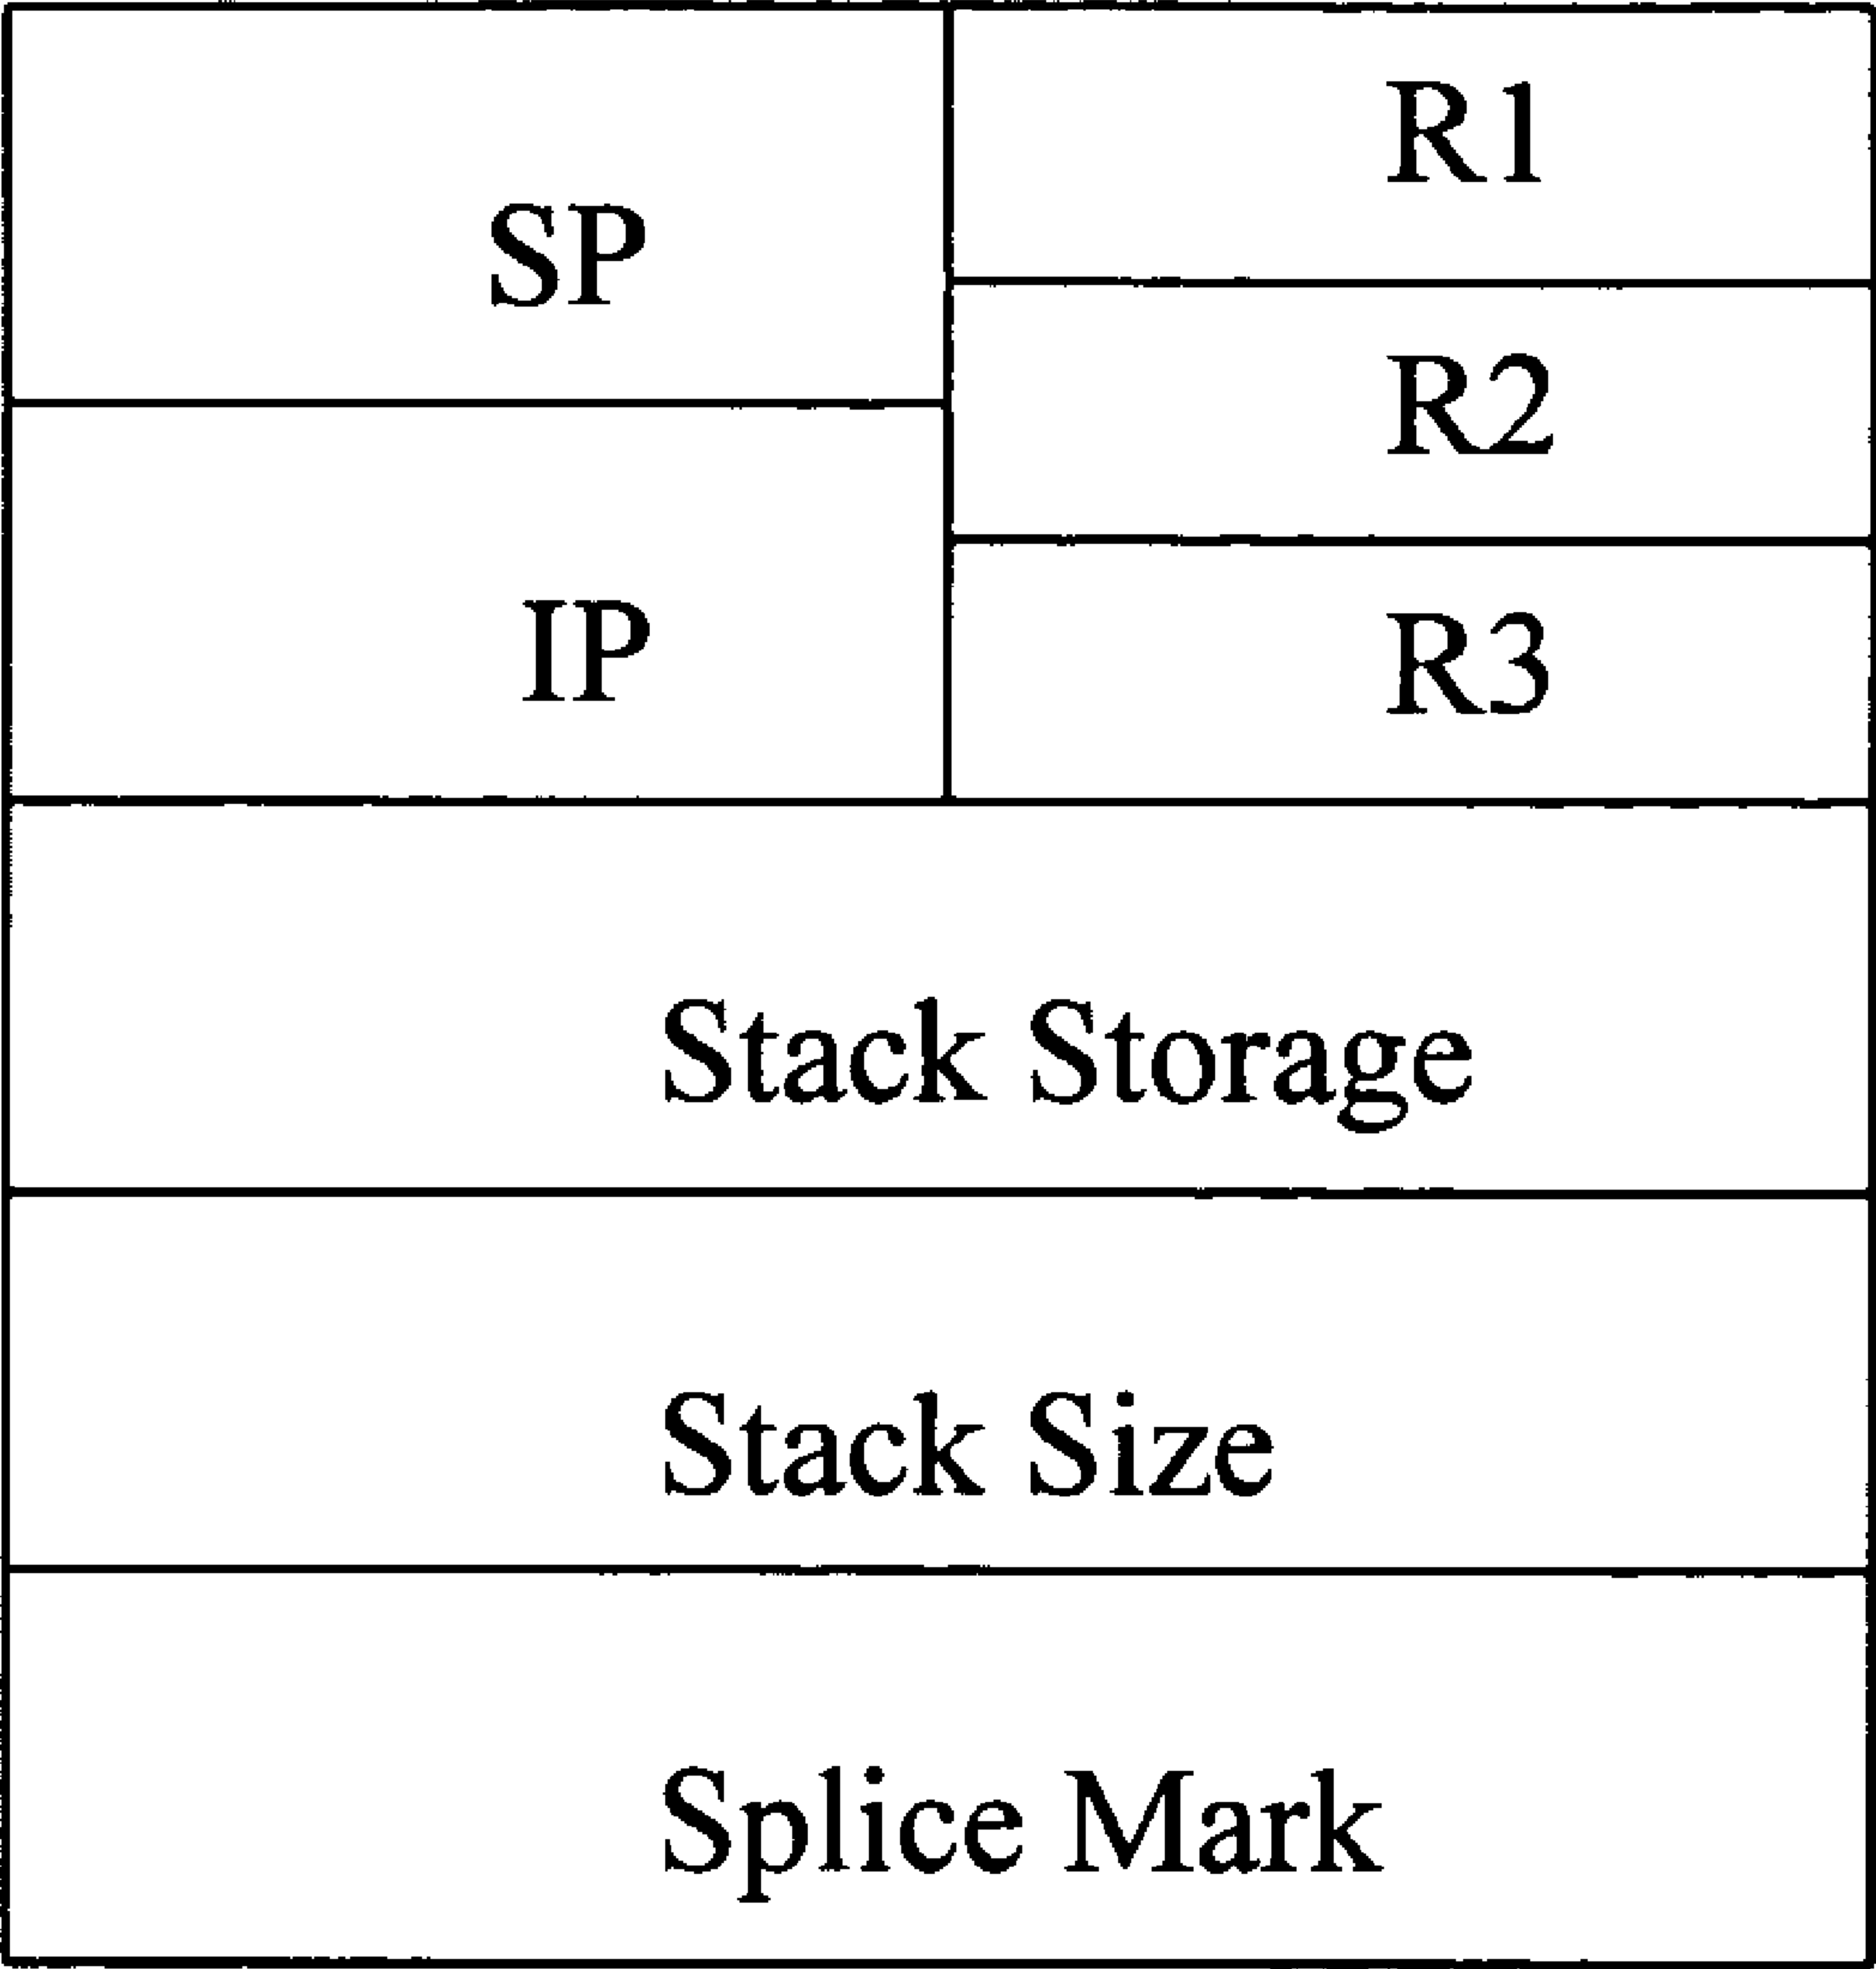 SP
IP
R1
R2
R3
Stack Storage
Stack Size
Splice Mark